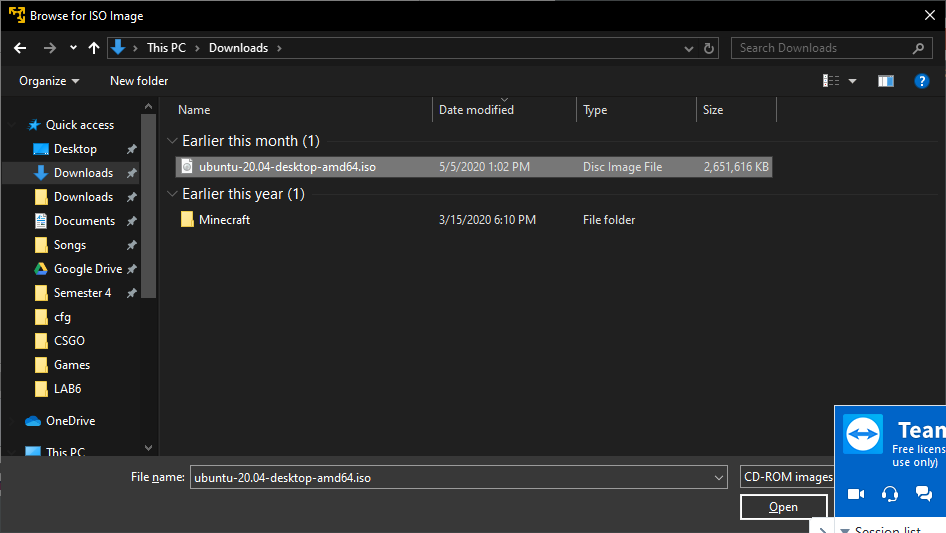 Browse for ISO Image
This PC > Downloads >
Search Downloads
Organize
New folder
Name
Date modified
Type
Size
Quick access
Desktop
Downloads
Downloads
Documents
Songs
Google Drive
Semester 4
cfg
CSGO
Games
LAB6
OneDrive
This PC
Earlier this month (1)
ubuntu-20.04-desktop-amd64.iso 5/5/2020 1:02 PM Disc Image File 2,651,616 KB
Earlier this year (1)
Minecraft 3/15/2020 6:10 PM File folder
File name: ubuntu-20.04-desktop-amd64.iso
CD-ROM images
Open
Team
Free licens
use only)
Session list